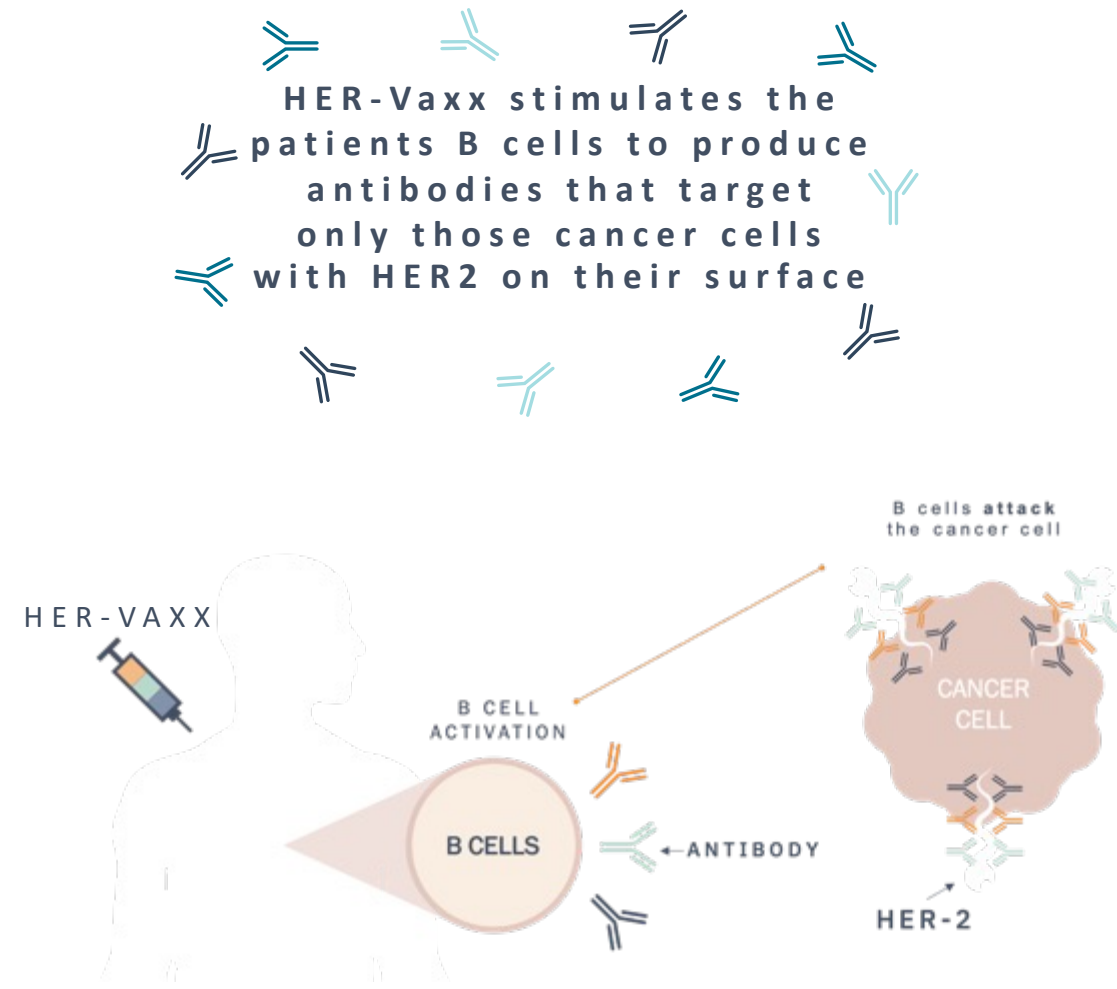 HER-Vaxx stimulates the
patients B cells to produce
antibodies that target
only those cancer cells
with HER2 on their surface
B cells attack
the cancer cell
HER-VAXX
CANCER
CELL
B CELL
ACTIVATION
B CELLS
ANTIBODY
HER-2